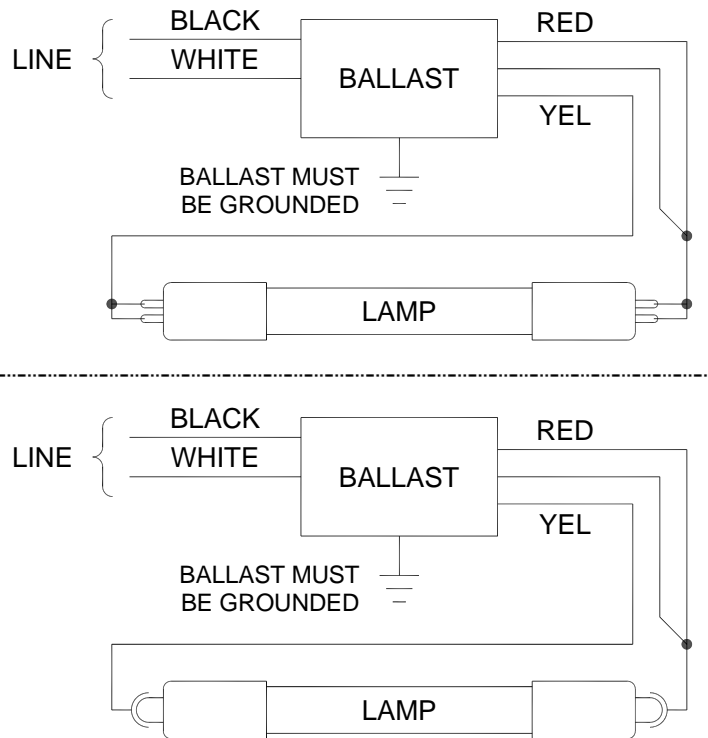 BLACK
RED
LINE
WHITE
BALLAST
YEL
BALLAST MUST
BE GROUNDED
LAMP
BLACK
RED
LINE
WHITE
BALLAST
YEL
BALLAST MUST
BE GROUNDED
LAMP